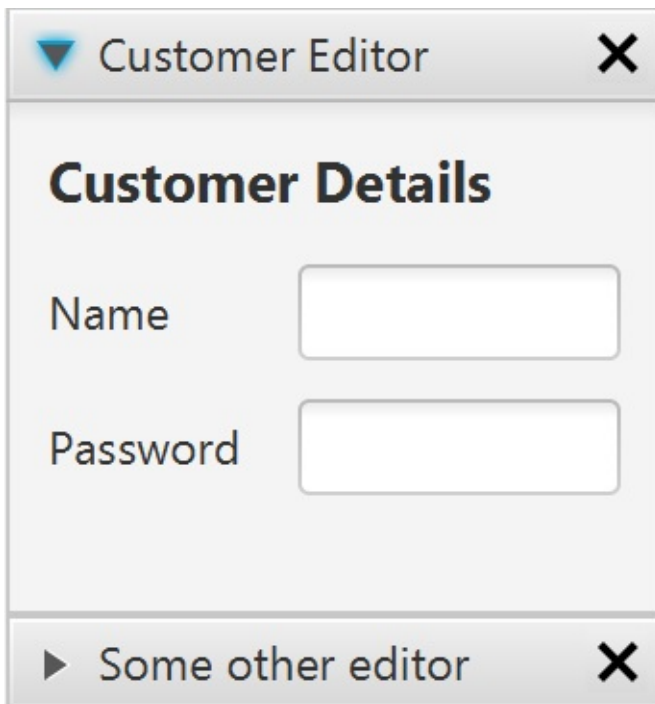 Customer Editor
Customer Details
Name
Password
Some other editor